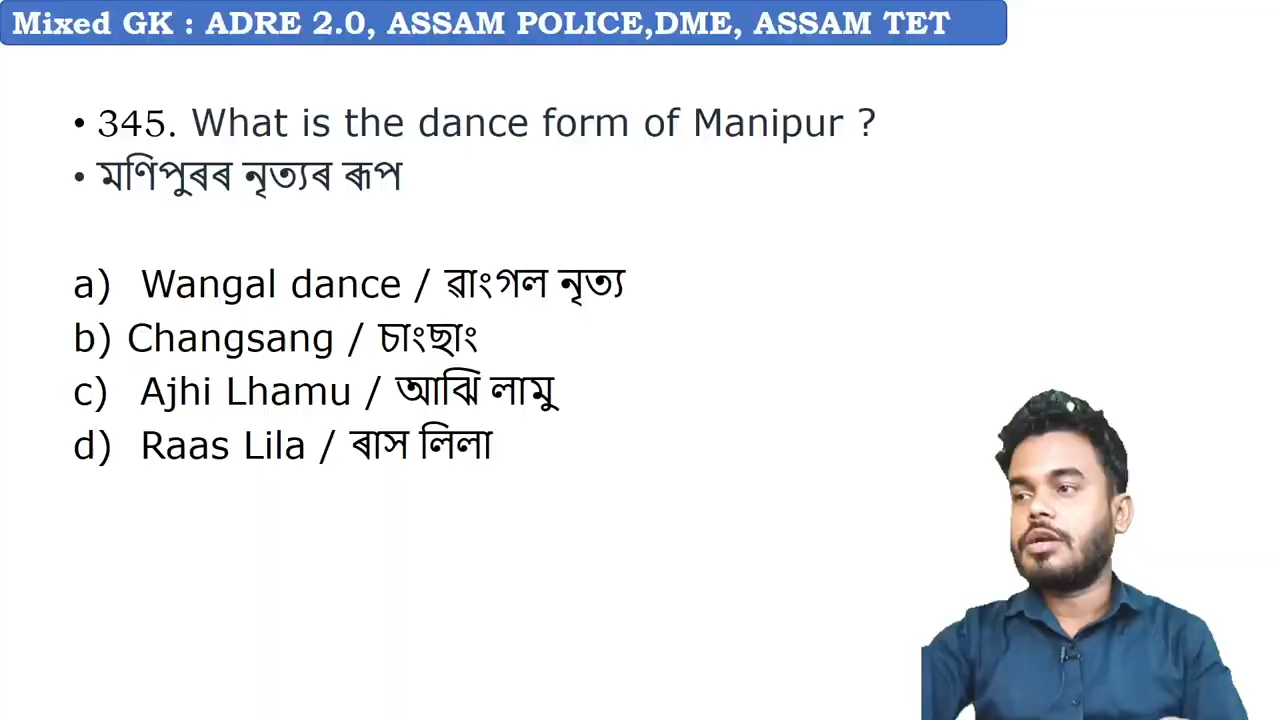 Mixed GK : ADRE 2.0, ASSAM POLICE,DME, ASSAM TET
• 345. What is the dance form of Manipur ?
• মণিপুৰৰ নৃত্যৰ ৰূপ
a) Wangal dance / ৱাংগল নৃত্য
b) Changsang / চাংছাং
c) Ajhi Lhamu / আঝি লামু
d) Raas Lila / ৰাস লিলা